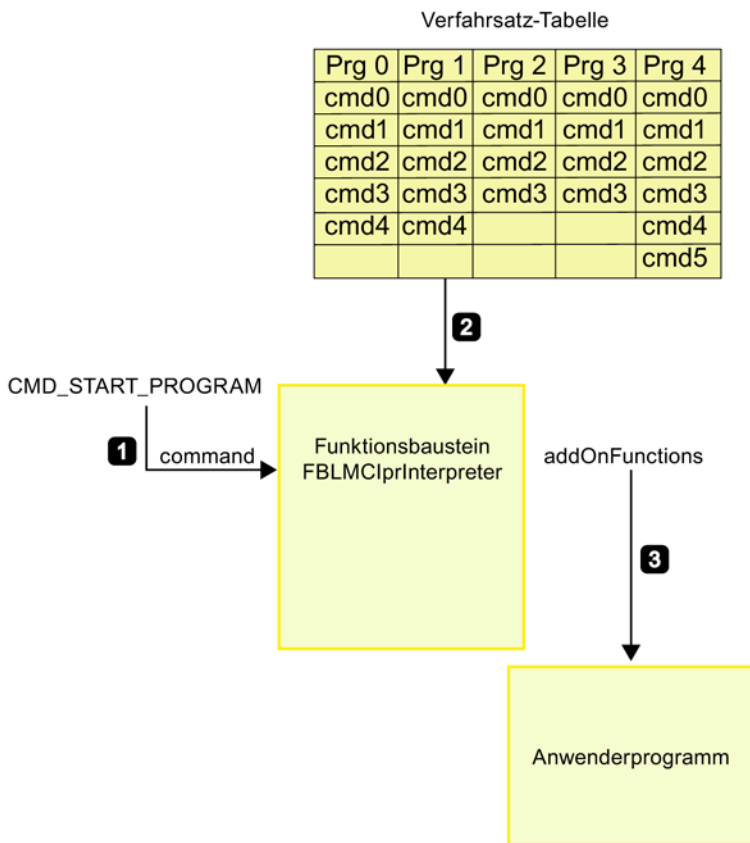 Verfahrsatz-Tabelle
Prg 0 Prg 1 Prg 2 Prg 3 Prg 4
cmd0 cmd0 cmd0 cmd0 cmd0
cmd1 cmd1 cmd1 cmd1 cmd1
cmd2 cmd2 cmd2 cmd2 cmd2
cmd3 cmd3 cmd3 cmd3 cmd3
cmd4 cmd4 cmd4
cmd5
2
CMD_START_PROGRAM
1 command
Funktionsbaustein
FBLMCIprInterpreter
addOnFunctions
3
Anwenderprogramm